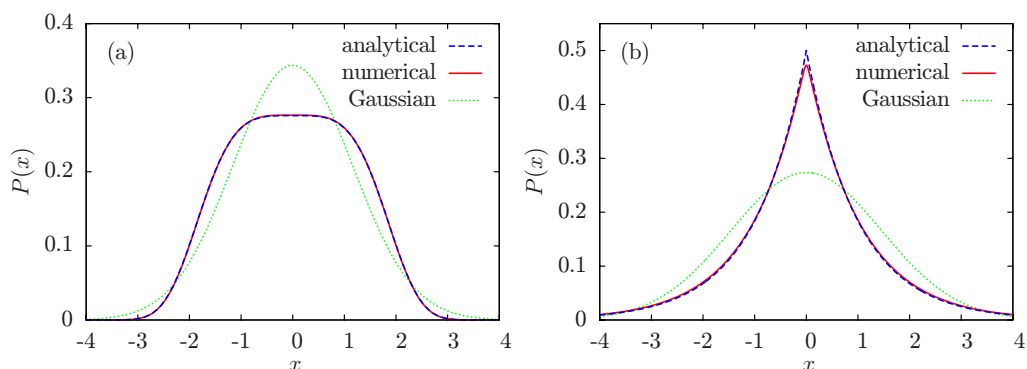 0.4
0.3
0.2
0.1
0
-4 -3 -2 -1 0 1 2 3 4
P(x)
x
(a)
analytical
numerical
Gaussian
0.5
0.4
0.3
0.2
0.1
0
-4 -3 -2 -1 0 1 2 3 4
P(x)
x
(b)
analytical
numerical
Gaussian